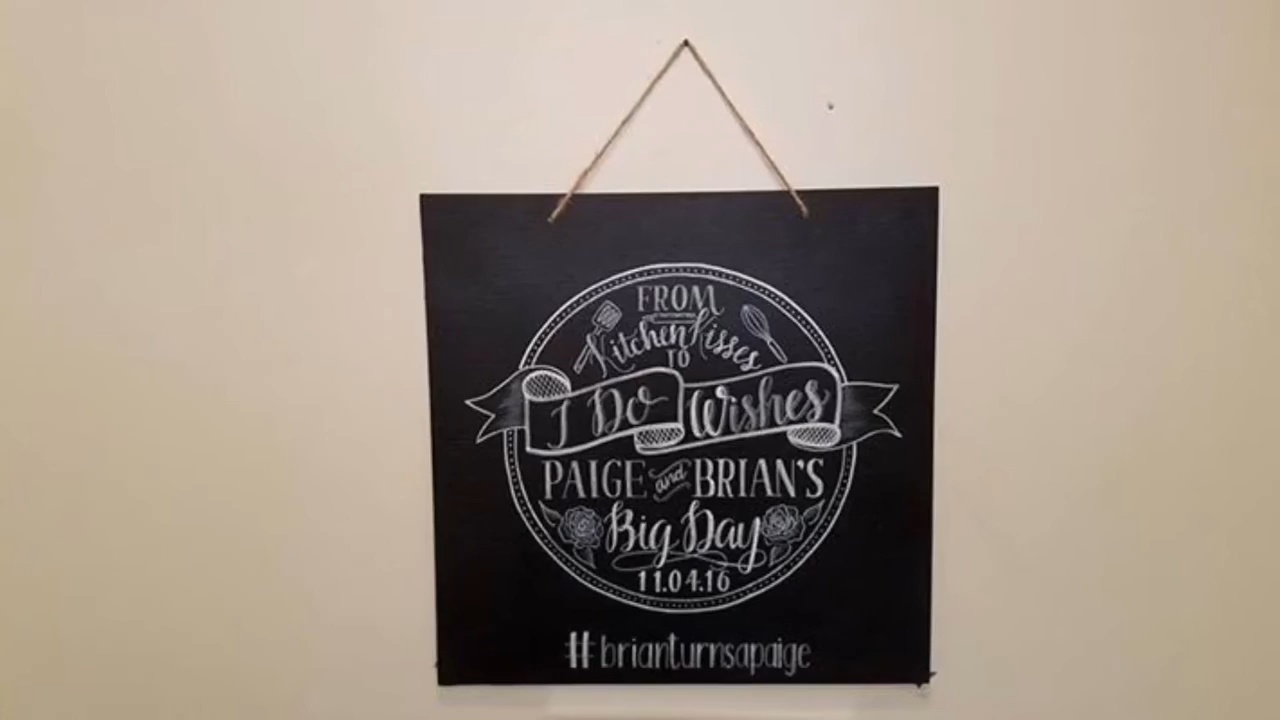 FROM
Kitchen Kisses
TO
I Do Wishes
PAIGE and BRIAN'S
Big Day
11.04.16
#brianturnsapaige